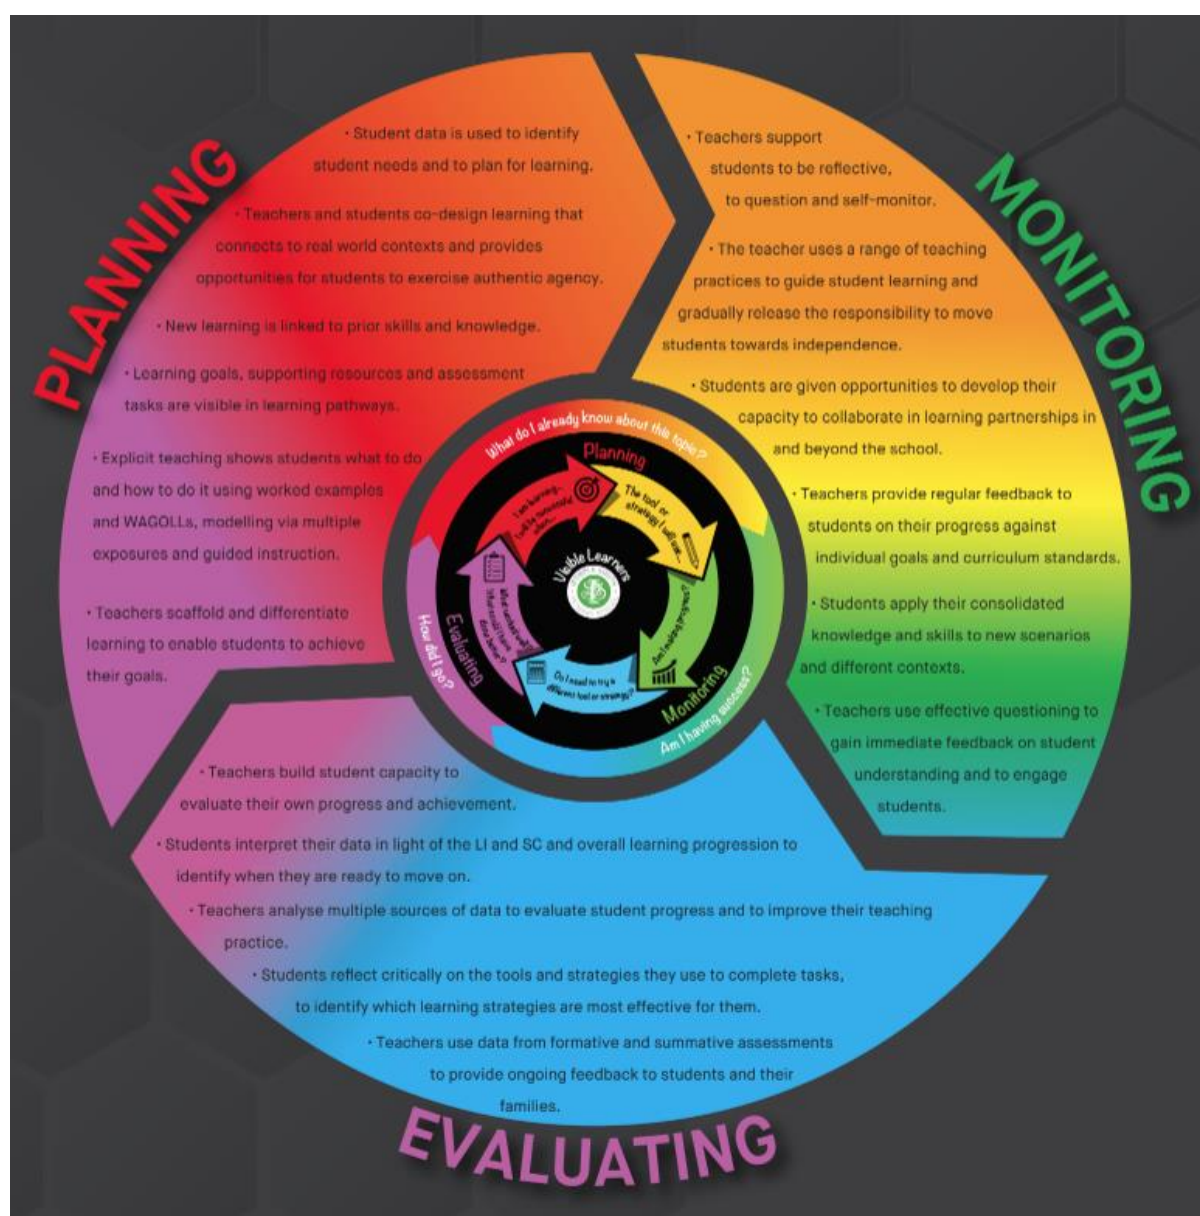 PLANNING
• Student data is used to identify
student needs and to plan for learning.
• Teachers and students co-design learning that
connects to real world contexts and provides
opportunities for students to exercise authentic agency.
• New learning is linked to prior skills and knowledge.
• Learning goals, supporting resources and assessment
tasks are visible in learning pathways.
• Explicit teaching shows students what to do
and how to do it using worked examples
and WAGOLLs, modelling via multiple
exposures and guided instruction.
• Teachers scaffold and differentiate
learning to enable students to achieve
their goals.
MONITORING
• Teachers support
students to be reflective,
to question and self-monitor.
• The teacher uses a range of teaching
practices to guide student learning and
gradually release the responsibility to move
students towards independence.
• Students are given opportunities to develop their
capacity to collaborate in learning partnerships in
and beyond the school.
• Teachers provide regular feedback to
students on their progress against
individual goals and curriculum standards.
• Students apply their consolidated
knowledge and skills to new scenarios
and different contexts.
• Teachers use effective questioning to
gain immediate feedback on student
understanding and to engage
students.
EVALUATING
• Teachers build student capacity to
evaluate their own progress and achievement.
• Students interpret their data in light of the LI and SC and overall learning progression to
identify when they are ready to move on.
• Teachers analyse multiple sources of data to evaluate student progress and to improve their teaching
practice.
• Students reflect critically on the tools and strategies they use to complete tasks,
to identify which learning strategies are most effective for them.
• Teachers use data from formative and summative assessments
to provide ongoing feedback to students and their
families.
What do I already know about this topic?
Planning
I am learning...
I will be successful
when...
The tool or
strategy I will use...
Am I making
Monitoring
Am I having success?
Do I need to try a
different tool or strategy?
Evaluating
How did I go?
What worked well?
What could I have
done better?
Visible Learners